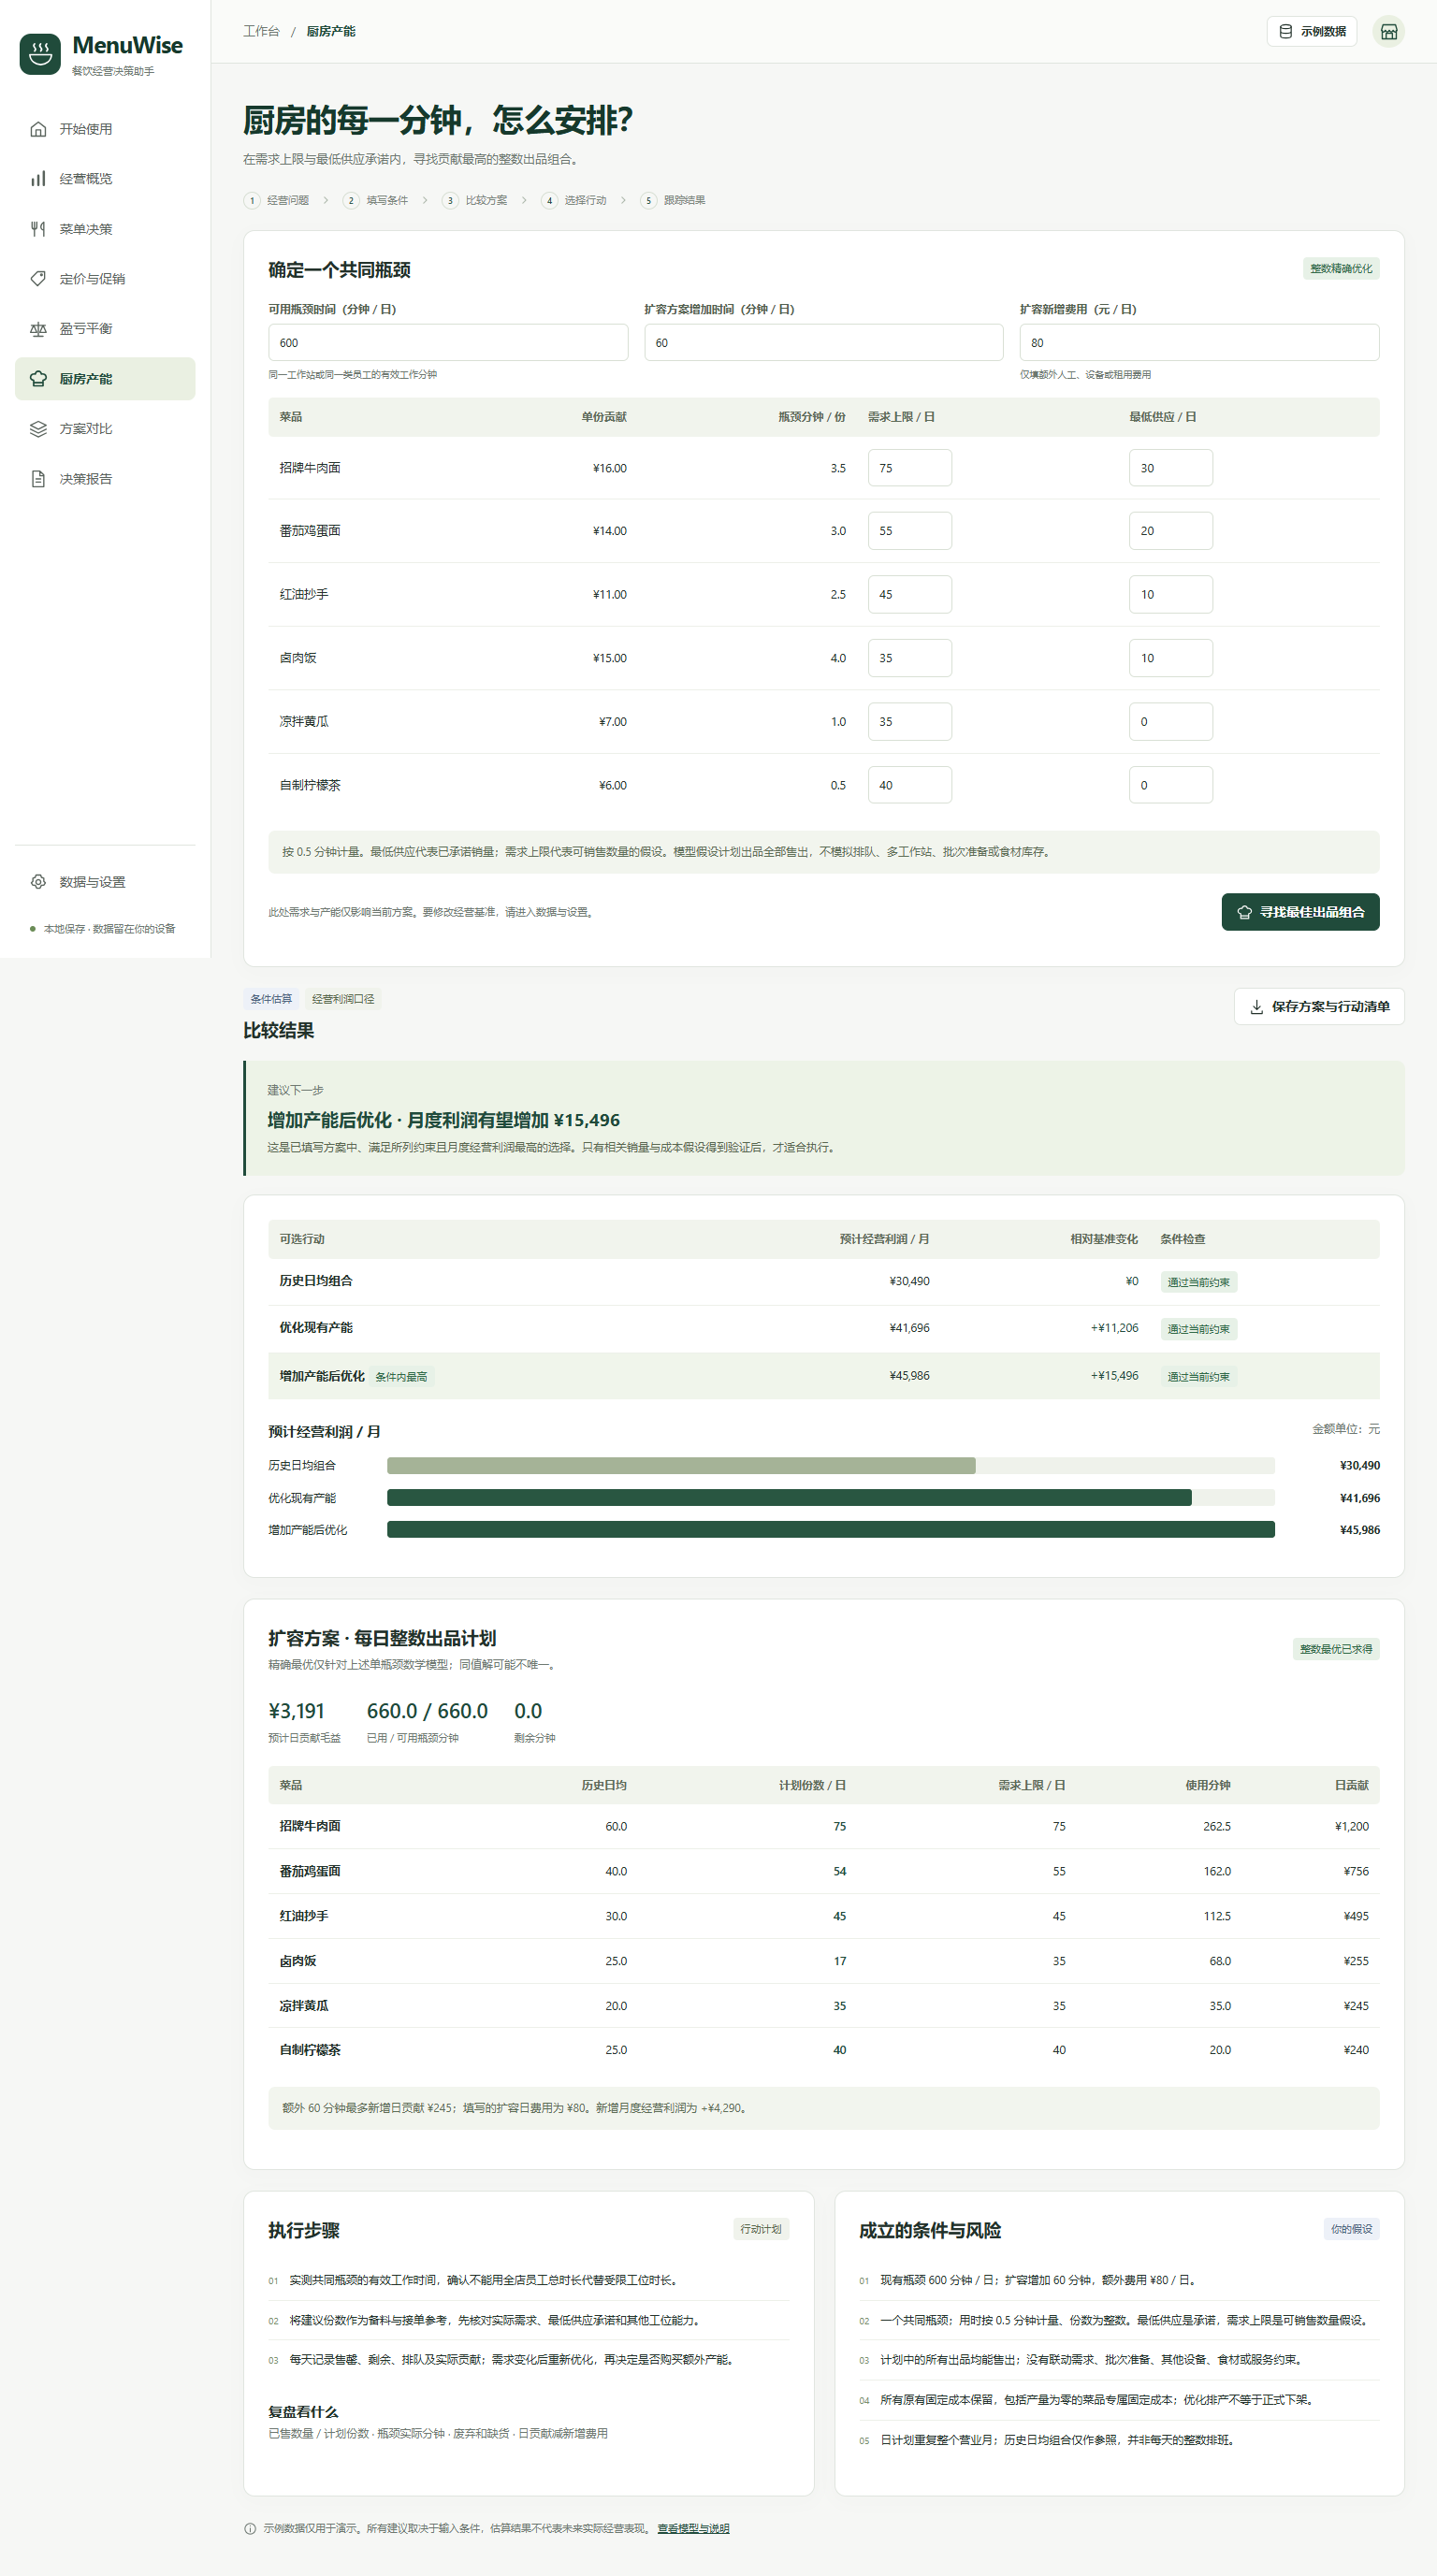 MenuWise
餐饮经营决策助手
开始使用
经营概览
菜单决策
定价与促销
盈亏平衡
厨房产能
方案对比
决策报告
数据与设置
本地保存 · 数据留在你的设备
工作台 / 厨房产能
示例数据
厨房的每一分钟，怎么安排？
在需求上限与最低供应承诺内，寻找贡献最高的整数出品组合。
1 经营问题 > 2 填写条件 > 3 比较方案 > 4 选择行动 > 5 跟踪结果
确定一个共同瓶颈
整数精确优化
可用瓶颈时间（分钟 / 日） 扩容方案增加时间（分钟 / 日） 扩容新增费用（元 / 日）
600 60 80
同一工作站或同一类员工的有效工作分钟 仅填额外人工、设备或租用费用
菜品 单份贡献 瓶颈分钟 / 份 需求上限 / 日 最低供应 / 日
招牌牛肉面 ¥16.00 3.5 75 30
番茄鸡蛋面 ¥14.00 3.0 55 20
红油抄手 ¥11.00 2.5 45 10
卤肉饭 ¥15.00 4.0 35 10
凉拌黄瓜 ¥7.00 1.0 35 0
自制柠檬茶 ¥6.00 0.5 40 0
按 0.5 分钟计量。最低供应代表已承诺销量；需求上限代表可销售数量的假设。模型假设计划出品全部售出，不模拟排队、多工作站、批次准备或食材库存。
此处需求与产能仅影响当前方案。要修改经营基准，请进入数据与设置。
寻找最佳出品组合
条件估算 经营利润口径
比较结果
保存方案与行动清单
建议下一步
增加产能后优化 · 月度利润有望增加 ¥15,496
这是已填写方案中、满足所列约束且月度经营利润最高的选择。只有相关销量与成本假设得到验证后，才适合执行。
可选行动 预计经营利润 / 月 相对基准变化 条件检查
历史日均组合 ¥30,490 ¥0 通过当前约束
优化现有产能 ¥41,696 +¥11,206 通过当前约束
增加产能后优化 条件内最高 ¥45,986 +¥15,496 通过当前约束
预计经营利润 / 月
金额单位：元
历史日均组合 ¥30,490
优化现有产能 ¥41,696
增加产能后优化 ¥45,986
扩容方案 · 每日整数出品计划
整数最优已求得
精确最优仅针对上述单瓶颈数学模型；同值解可能不唯一。
¥3,191 660.0 / 660.0 0.0
预计日贡献毛益 已用 / 可用瓶颈分钟 剩余分钟
菜品 历史日均 计划份数 / 日 需求上限 / 日 使用分钟 日贡献
招牌牛肉面 60.0 75 75 262.5 ¥1,200
番茄鸡蛋面 40.0 54 55 162.0 ¥756
红油抄手 30.0 45 45 112.5 ¥495
卤肉饭 25.0 17 35 68.0 ¥255
凉拌黄瓜 20.0 35 35 35.0 ¥245
自制柠檬茶 25.0 40 40 20.0 ¥240
额外 60 分钟最多新增日贡献 ¥245；填写的扩容日费用为 ¥80。新增月度经营利润为 +¥4,290。
执行步骤
行动计划
01 实测共同瓶颈的有效工作时间，确认不能用全店员工总时长代替受限工位时长。
02 将建议份数作为备料与接单参考，先核对实际需求、最低供应承诺和其他工位能力。
03 每天记录售罄、剩余、排队及实际贡献；需求变化后重新优化，再决定是否购买额外产能。
复盘看什么
已售数量 / 计划份数 · 瓶颈实际分钟 · 废弃和缺货 · 日贡献减新增费用
成立的条件与风险
你的假设
01 现有瓶颈 600 分钟 / 日；扩容增加 60 分钟，额外费用 ¥80 / 日。
02 一个共同瓶颈；用时按 0.5 分钟计量、份数为整数。最低供应是承诺，需求上限是可销售数量假设。
03 计划中的所有出品均能售出；没有联动需求、批次准备、其他设备、食材或服务约束。
04 所有原有固定成本保留，包括产量为零的菜品专属固定成本；优化排产不等于正式下架。
05 日计划重复整个营业月；历史日均组合仅作参照，并非每天的整数排班。
示例数据仅用于演示。所有建议取决于输入条件，估算结果不代表未来实际经营表现。 查看模型与说明